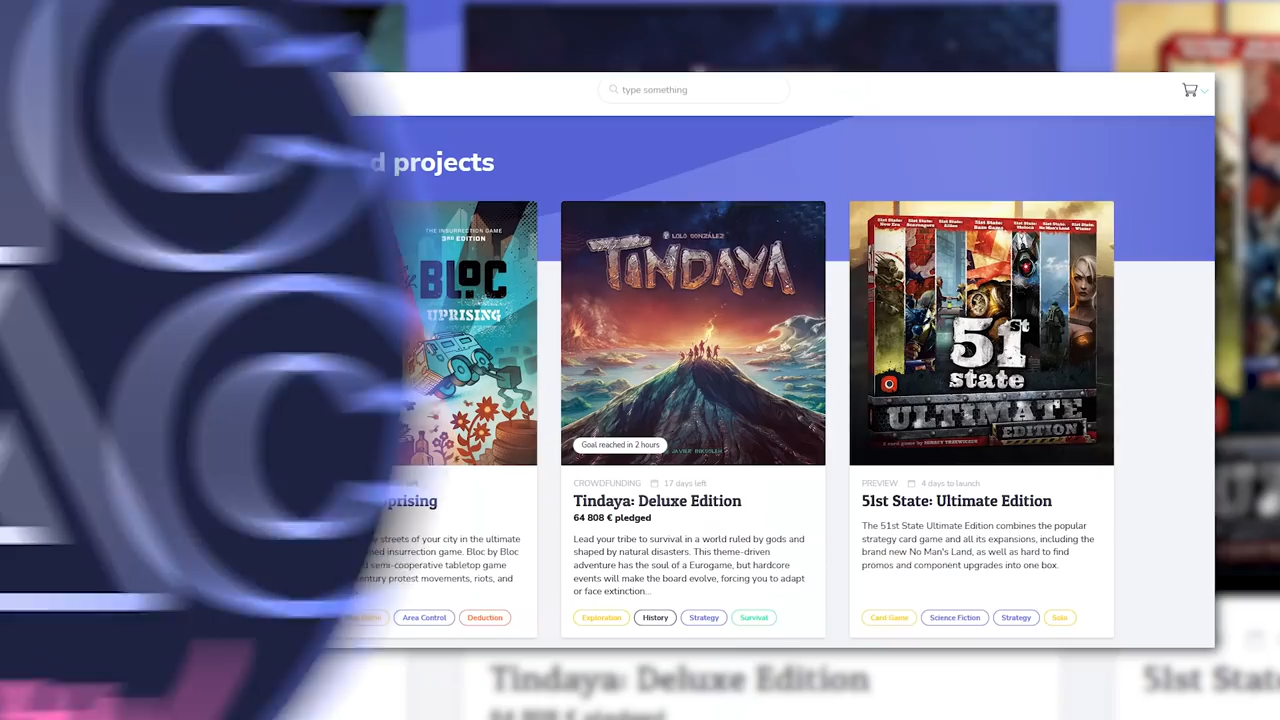 type something
d projects
THE INSURRECTION GAME
3RD EDITION
BLOC
UPRISING
prising
streets of your city in the ultimate
ned insurrection game. Bloc by Bloc
semi-cooperative tabletop game
entury protest movements, riots, and
Area Control
Deduction
LOLO GONZÁLEZ
TINDAYA
Goal reached in 2 hours
CROWDFUNDING
17 days left
Tindaya: Deluxe Edition
64 808 € pledged
Lead your tribe to survival in a world ruled by gods and
shaped by natural disasters. This theme-driven
adventure has the soul of a Eurogame, but hardcore
events will make the board evolve, forcing you to adapt
or face extinction...
Exploration
History
Strategy
Survival
51st
state
ULTIMATE
EDITION
PREVIEW
4 days to launch
51st State: Ultimate Edition
The 51st State Ultimate Edition combines the popular
strategy card game and all its expansions, including the
brand new No Man's Land, as well as hard to find
promos and component upgrades into one box.
Card Game
Science Fiction
Strategy
Solo
Tindaya: Deluxe Edition
64 808 € pledged
51st Stat